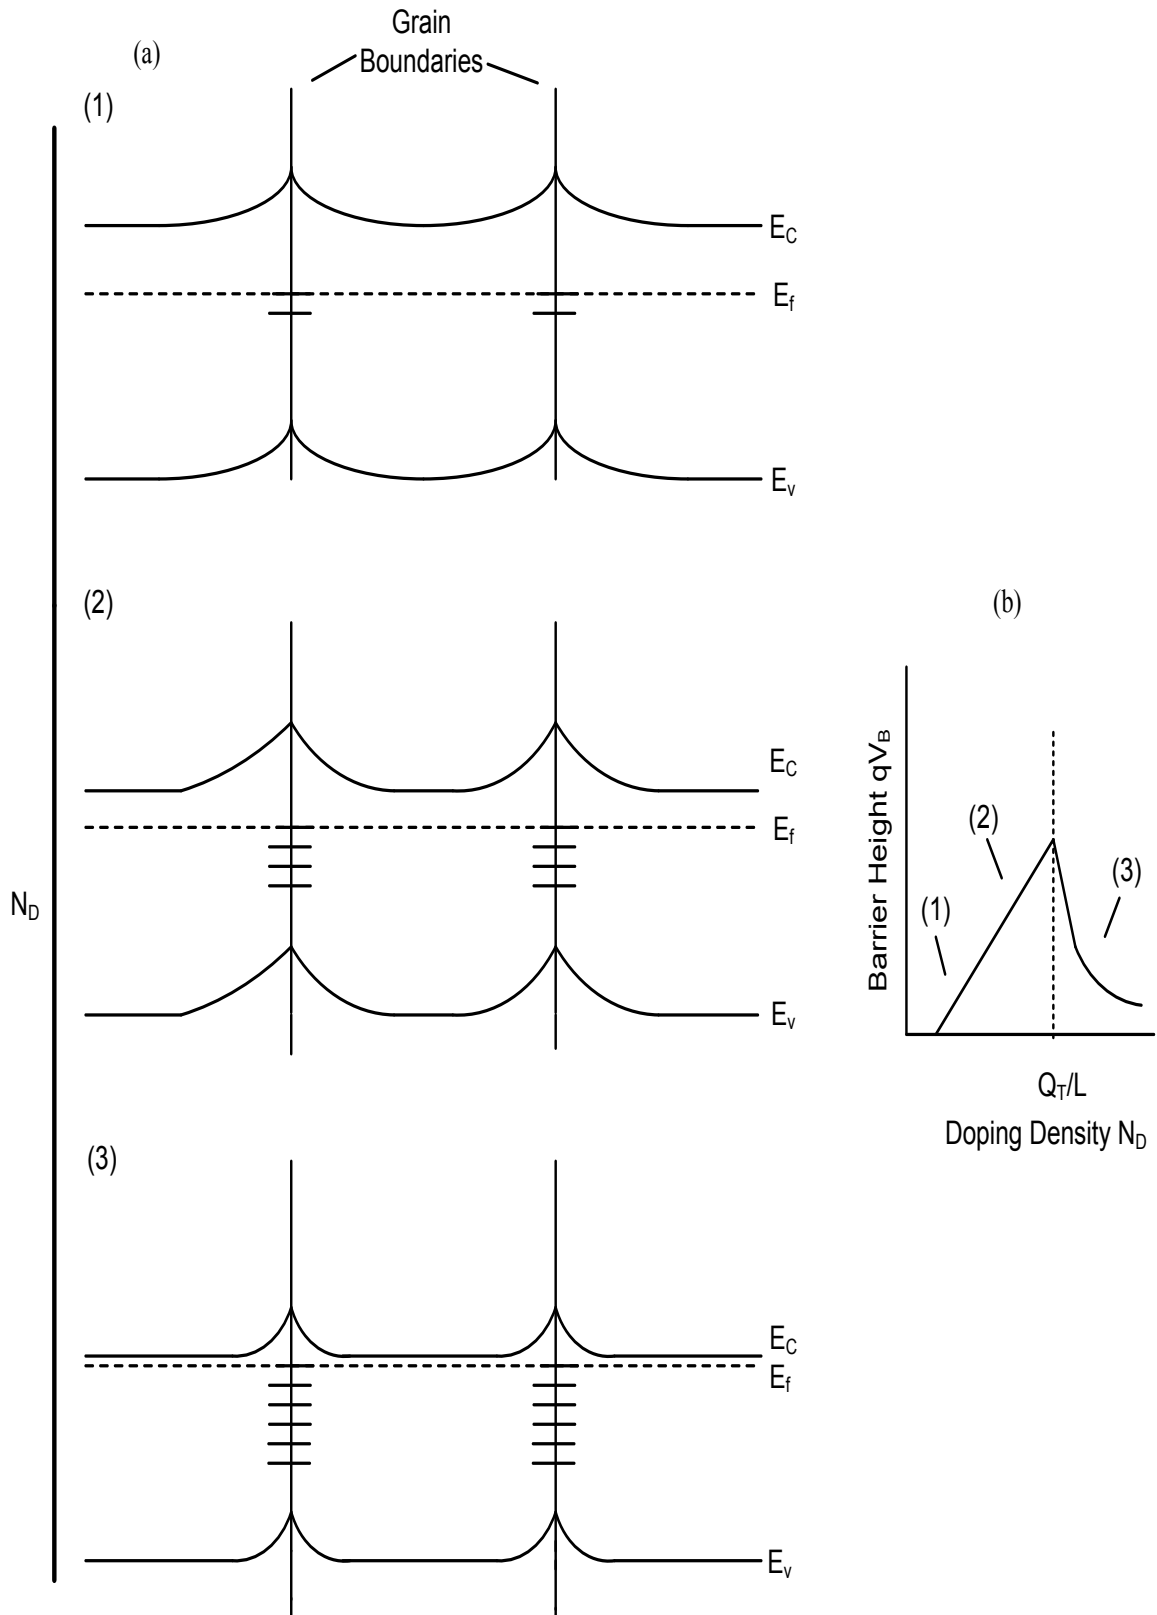 Grain
Boundaries
(a)
(1)
E_C
E_f
E_v
(2)
(b)
E_C
E_f
E_v
N_D
Barrier Height qV_B
(1)
(2)
(3)
Q_T/L
Doping Density N_D
(3)
E_C
E_f
E_v